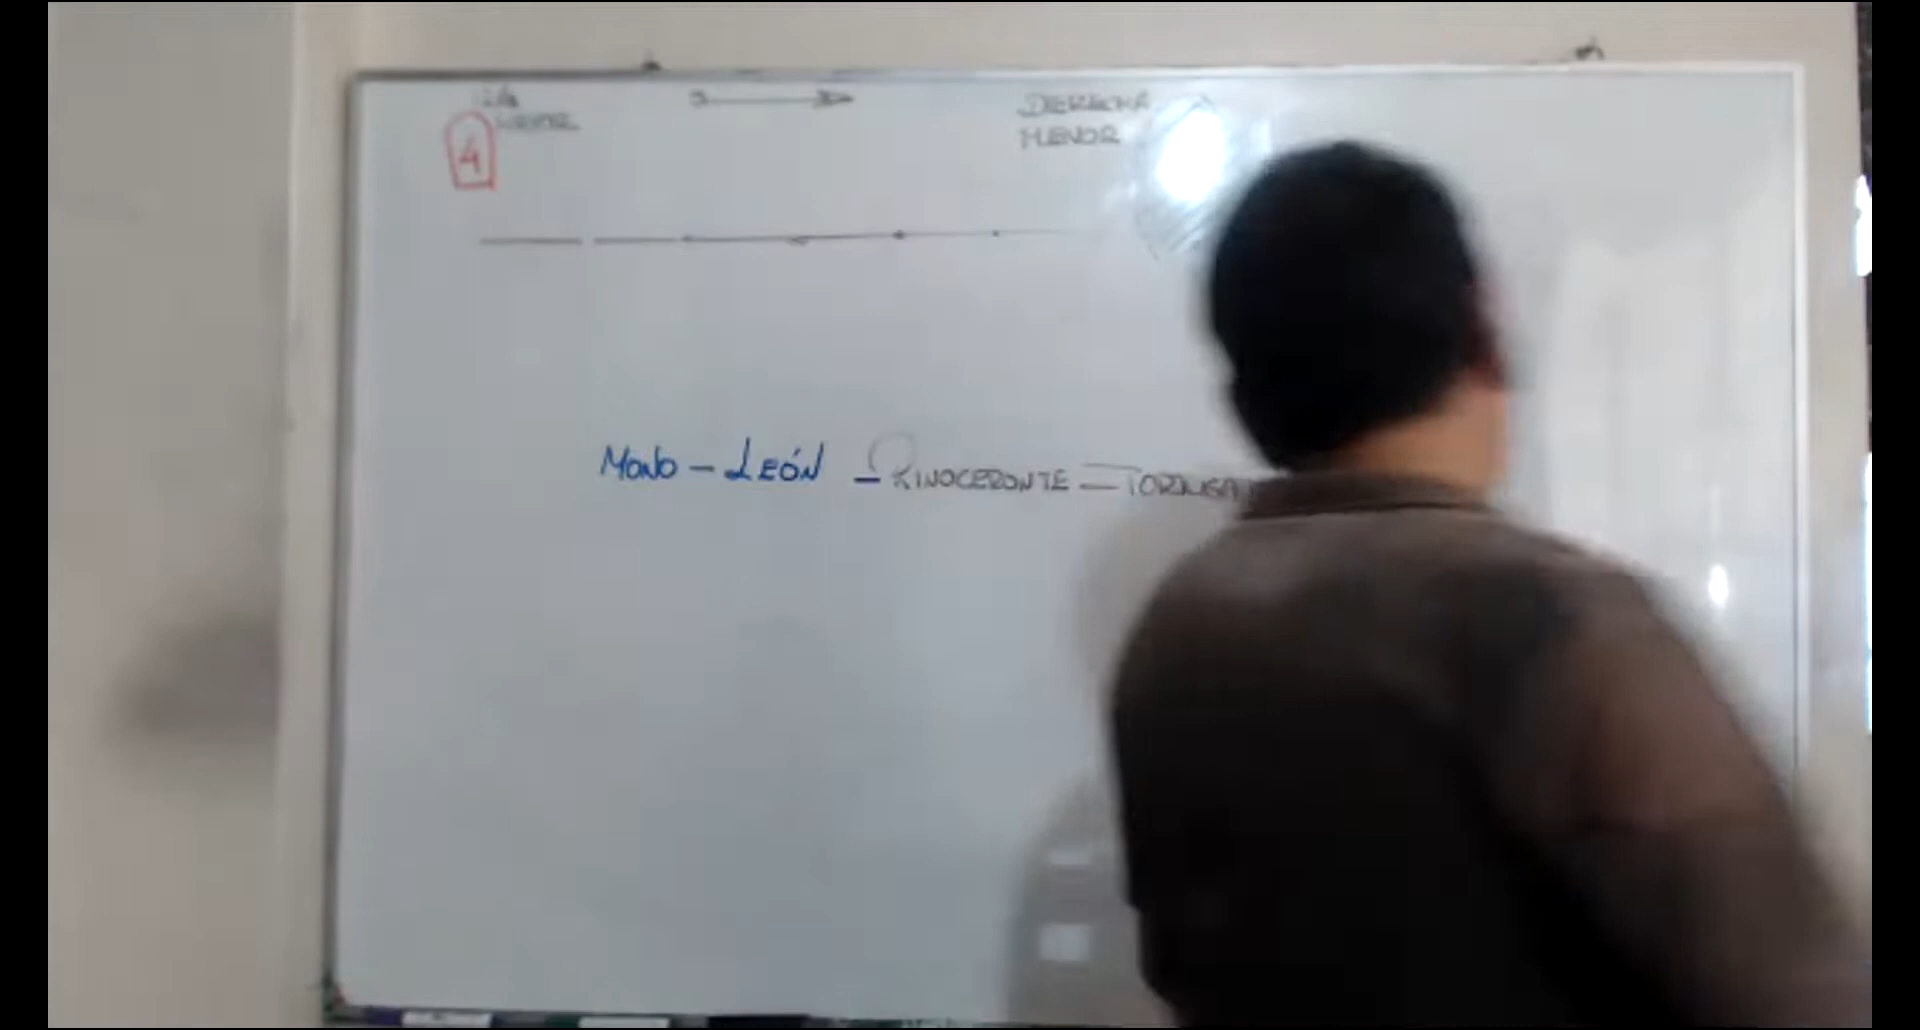 DERECHA
MENOR
4
MONO - LEÓN - RINOCERONTE - TORTUGA